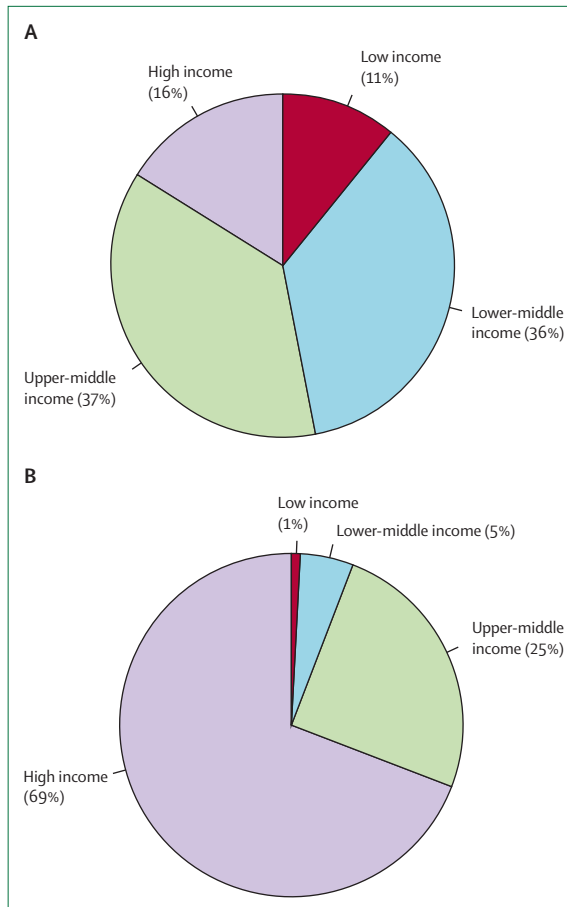 A
High income
(16%)
Low income
(11%)
Lower-middle
income (36%)
Upper-middle
income (37%)
B
Low income
(1%)
Lower-middle income (5%)
Upper-middle
income (25%)
High income
(69%)